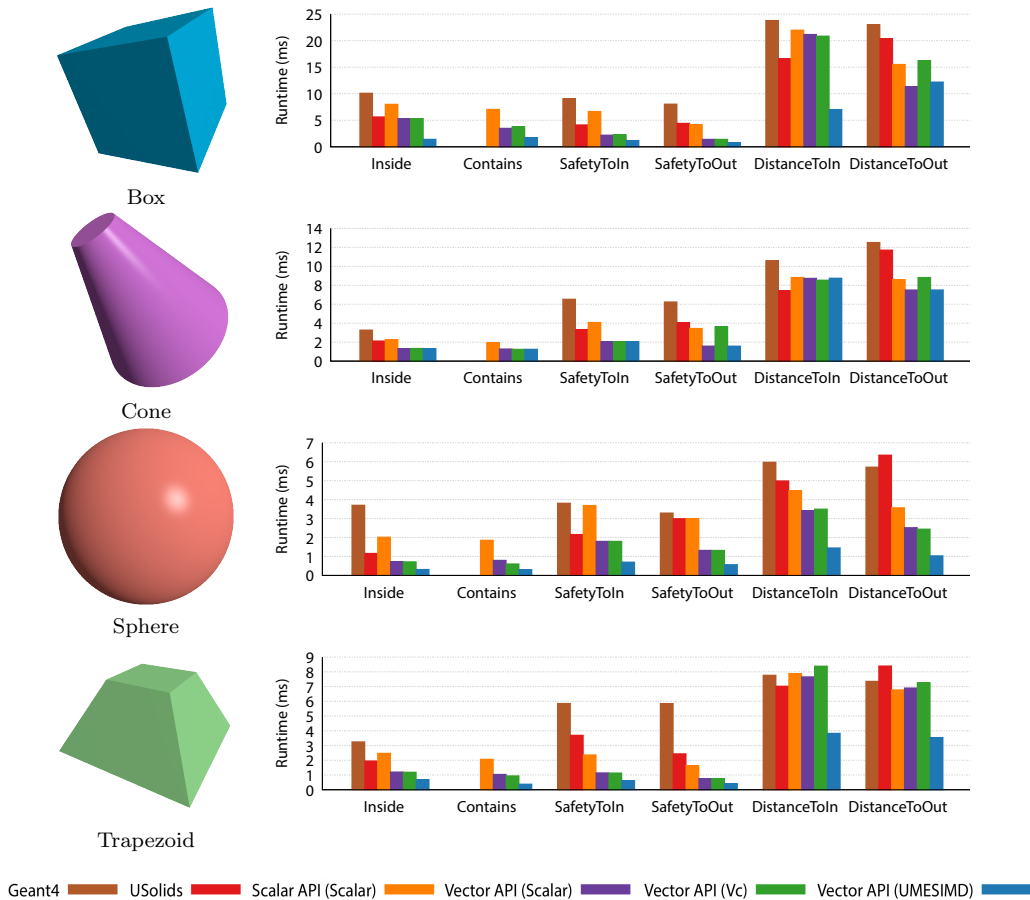 25
20
15
10
5
0
Runtime (ms)
Inside Contains SafetyToIn SafetyToOut DistanceToIn DistanceToOut
Box
14
12
10
8
6
4
2
0
Runtime (ms)
Inside Contains SafetyToIn SafetyToOut DistanceToIn DistanceToOut
Cone
7
6
5
4
3
2
1
0
Runtime (ms)
Inside Contains SafetyToIn SafetyToOut DistanceToIn DistanceToOut
Sphere
9
8
7
6
5
4
3
2
1
0
Runtime (ms)
Inside Contains SafetyToIn SafetyToOut DistanceToIn DistanceToOut
Trapezoid
Geant4 USolids Scalar API (Scalar) Vector API (Scalar) Vector API (Vc) Vector API (UMESIMD)